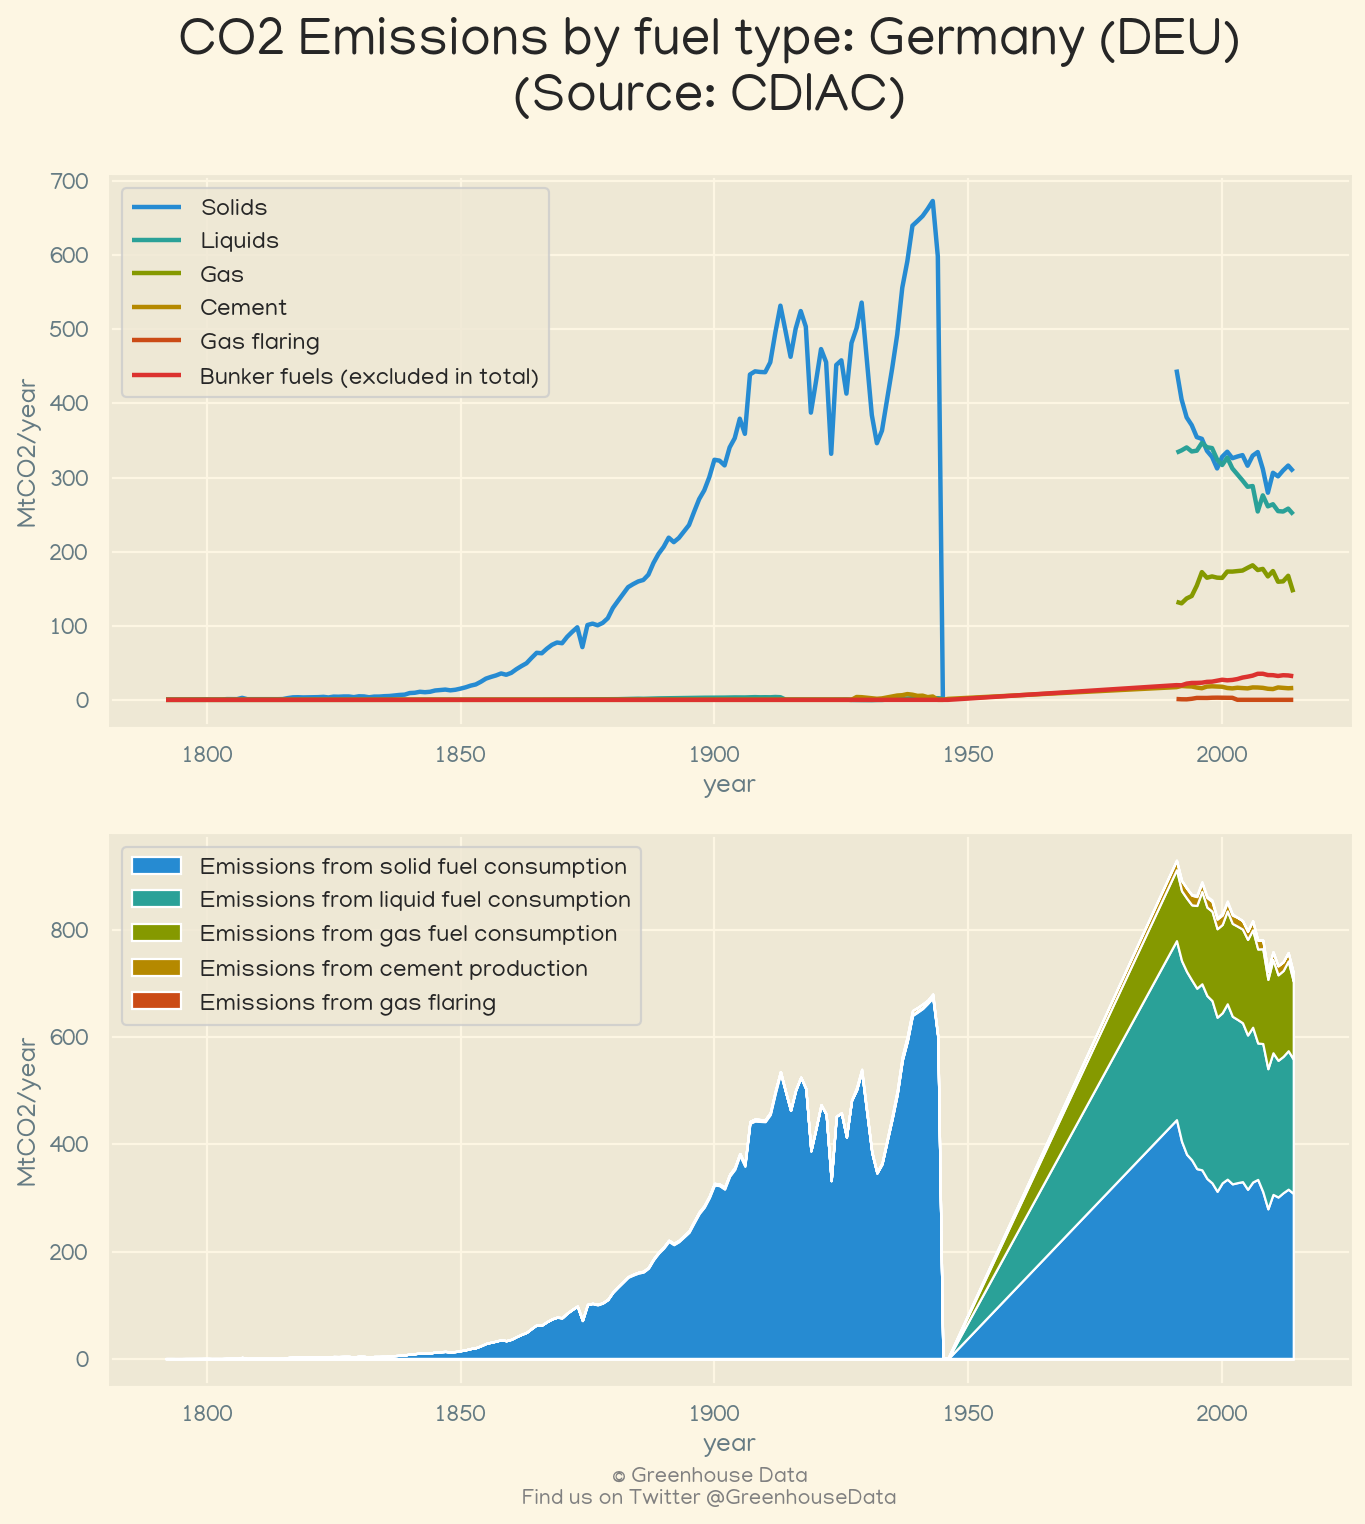 CO2 Emissions by fuel type: Germany (DEU)
(Source: CDIAC)
700
600
500
400
300
200
100
0
MtCO2/year
Solids
Liquids
Gas
Cement
Gas flaring
Bunker fuels (excluded in total)
1800
1850
1900
1950
2000
year
800
600
400
200
0
MtCO2/year
Emissions from solid fuel consumption
Emissions from liquid fuel consumption
Emissions from gas fuel consumption
Emissions from cement production
Emissions from gas flaring
1800
1850
1900
1950
2000
year
© Greenhouse Data
Find us on Twitter @GreenhouseData